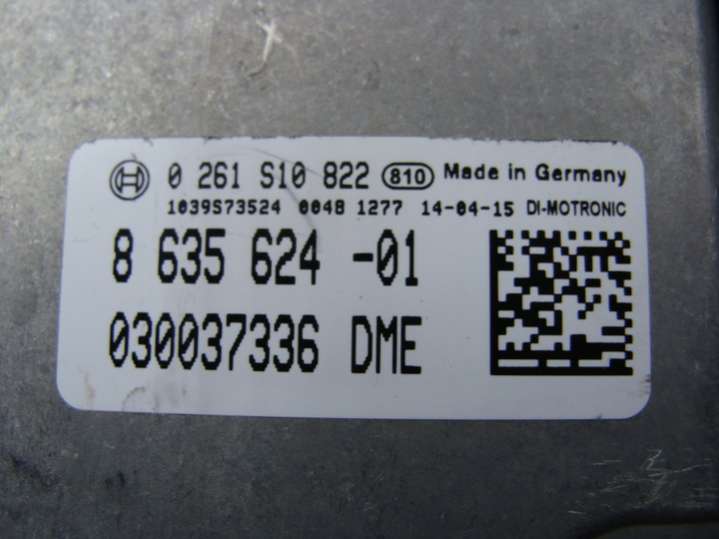 0 261 S10 822 810 Made in Germany
1039S73524 0048 1277 14-04-15 DI-MOTRONIC
8 635 624 -01
030037336 DME